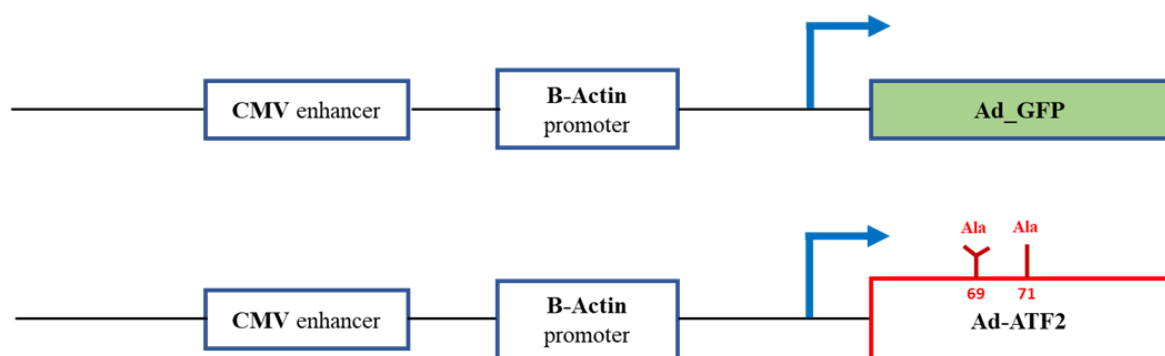 CMV enhancer
B-Actin
promoter
Ad_GFP
Ala Ala
69 71
CMV enhancer
B-Actin
promoter
Ad-ATF2